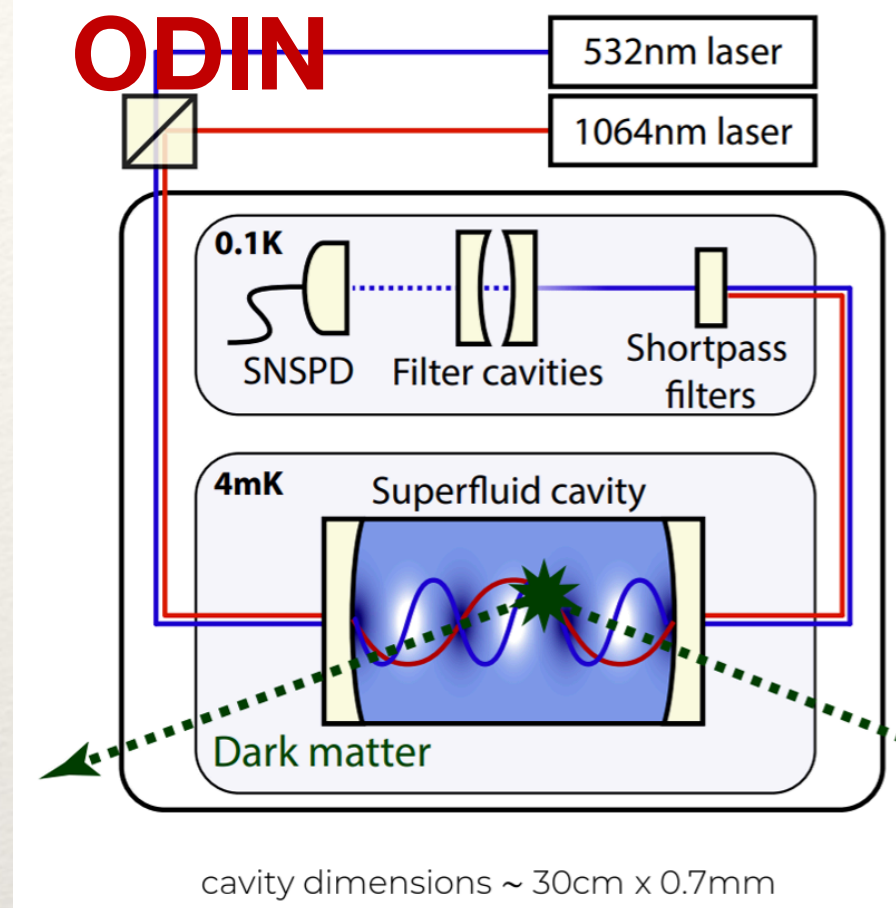 ODIN
532nm laser
1064nm laser
0.1K
SNSPD
Filter cavities
Shortpass
filters
4mK
Superfluid cavity
Dark matter
cavity dimensions ~ 30cm x 0.7mm